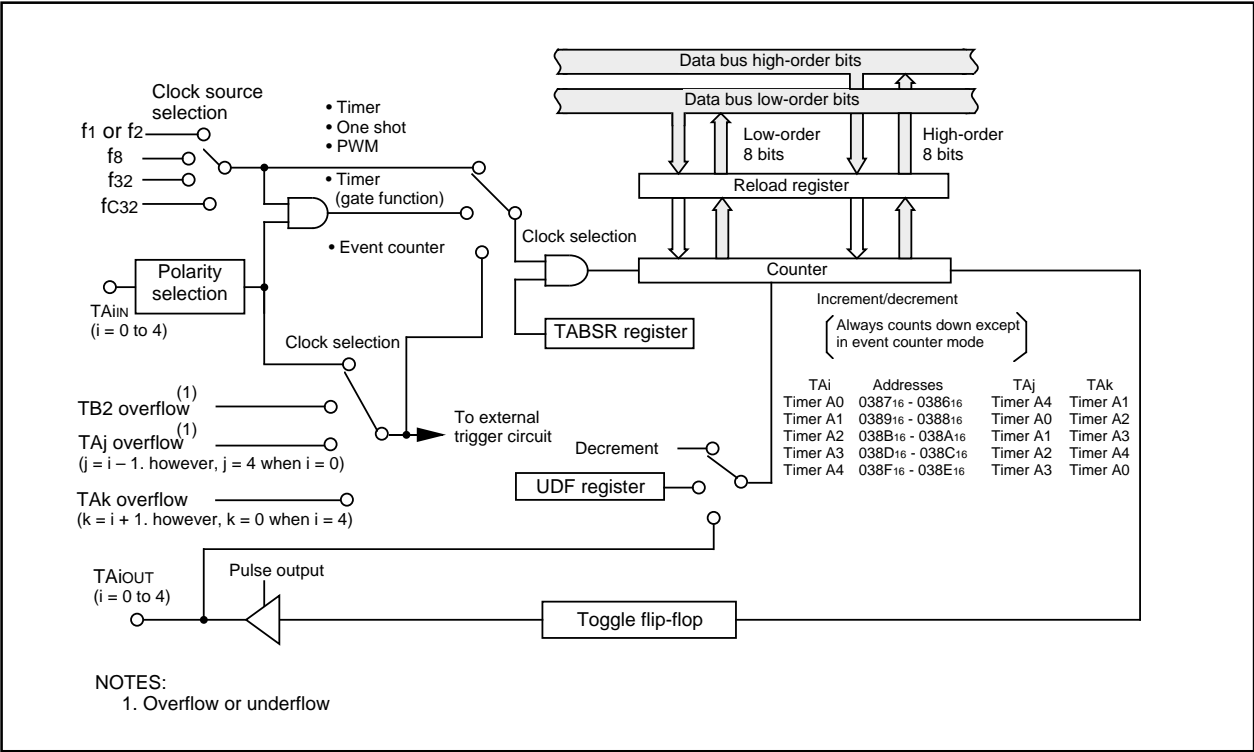 Data bus high-order bits
Data bus low-order bits
Clock source
selection
f1 or f2
f8
f32
fC32
• Timer
• One shot
• PWM
• Timer
(gate function)
• Event counter
Low-order
8 bits
High-order
8 bits
Reload register
Clock selection
Counter
Polarity
selection
TAiIN
(i = 0 to 4)
TABSR register
Increment/decrement
Always counts down except
in event counter mode
Clock selection
TB2 overflow (1)
TAj overflow (1)
(j = i – 1. however, j = 4 when i = 0)
TAk overflow
(k = i + 1. however, k = 0 when i = 4)
To external
trigger circuit
Decrement
UDF register
TAi Addresses TAj TAk
Timer A0 038716 - 038616 Timer A4 Timer A1
Timer A1 038916 - 038816 Timer A0 Timer A2
Timer A2 038B16 - 038A16 Timer A1 Timer A3
Timer A3 038D16 - 038C16 Timer A2 Timer A4
Timer A4 038F16 - 038E16 Timer A3 Timer A0
TAiOUT
(i = 0 to 4)
Pulse output
Toggle flip-flop
NOTES:
1. Overflow or underflow